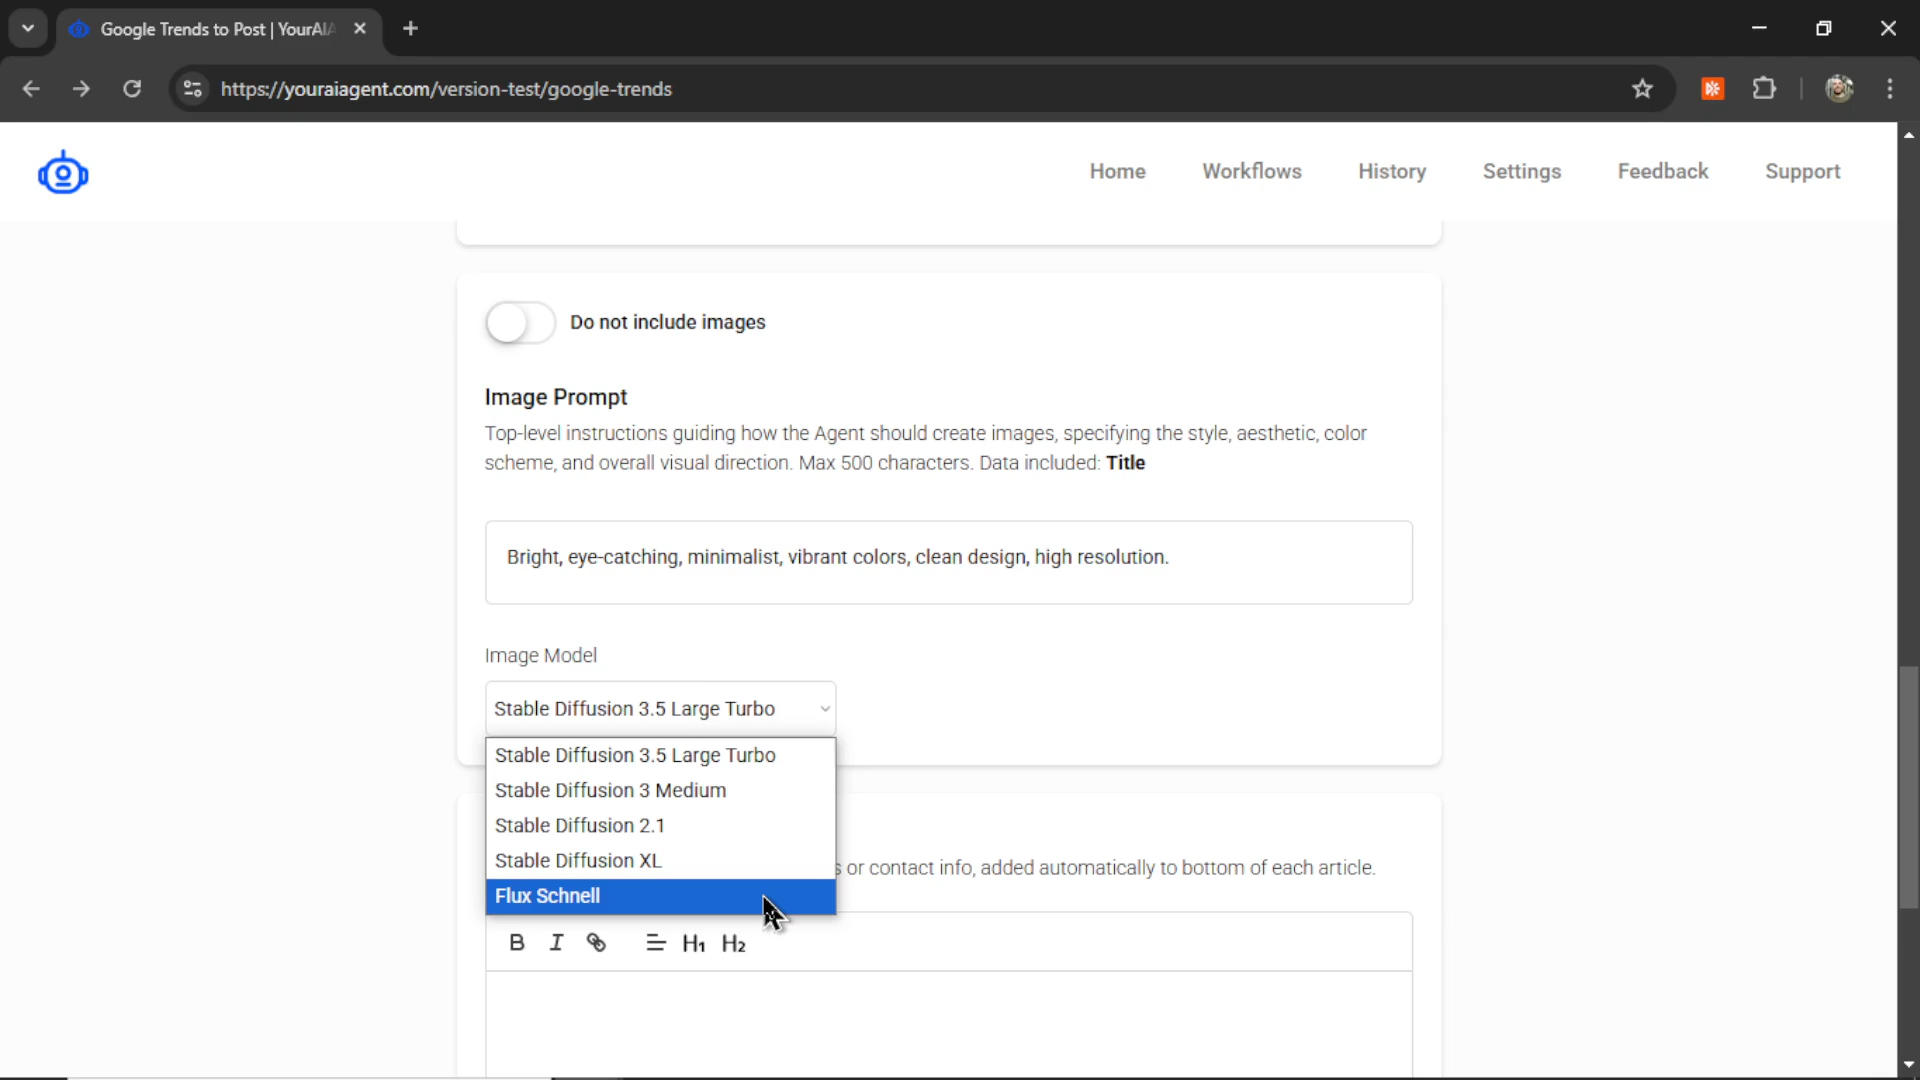 Google Trends to Post | YourAIA
https://youraiagent.com/version-test/google-trends
Home
Workflows
History
Settings
Feedback
Support
Do not include images
Image Prompt
Top-level instructions guiding how the Agent should create images, specifying the style, aesthetic, color
scheme, and overall visual direction. Max 500 characters. Data included: Title
Bright, eye-catching, minimalist, vibrant colors, clean design, high resolution.
Image Model
Stable Diffusion 3.5 Large Turbo
Stable Diffusion 3.5 Large Turbo
Stable Diffusion 3 Medium
Stable Diffusion 2.1
Stable Diffusion XL
or contact info, added automatically to bottom of each article.
Flux Schnell
B I H1 H2